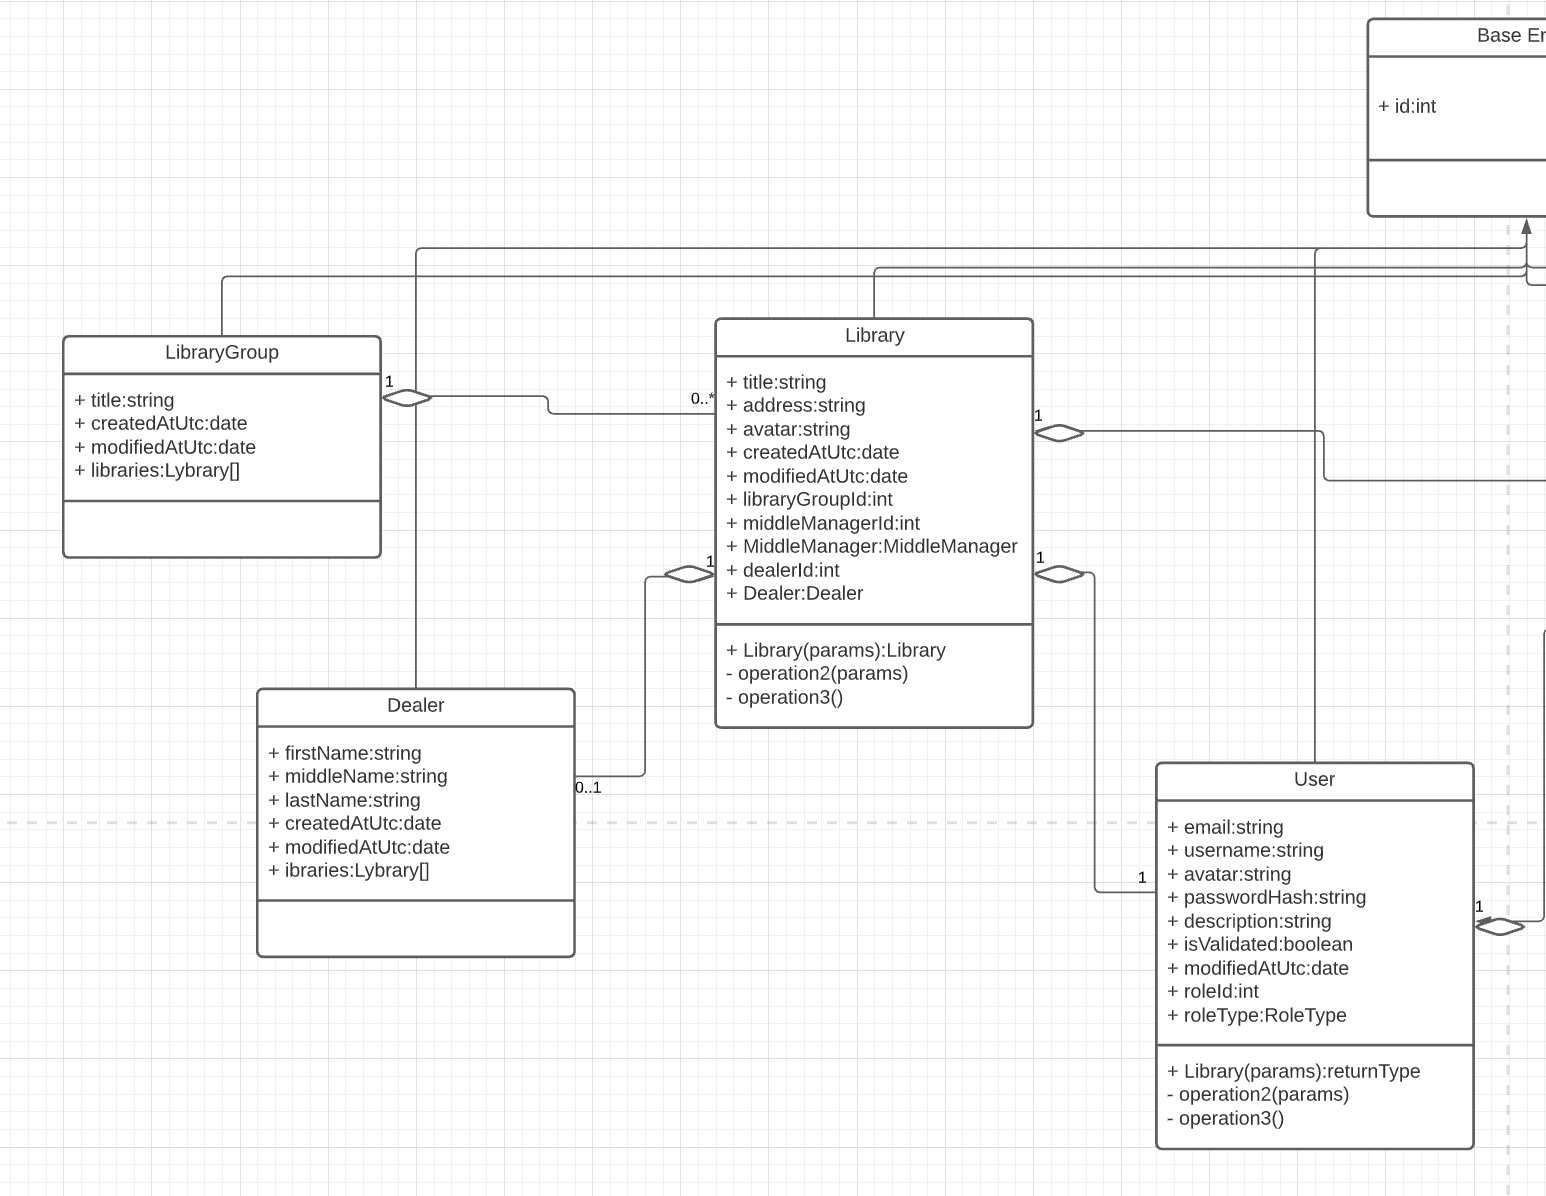 Base En
+ id:int
LibraryGroup
+ title:string
+ createdAtUtc:date
+ modifiedAtUtc:date
+ libraries:Lybrary[]
1
0..*
Library
+ title:string
+ address:string
+ avatar:string
+ createdAtUtc:date
+ modifiedAtUtc:date
+ libraryGroupId:int
+ middleManagerId:int
+ MiddleManager:MiddleManager
+ dealerId:int
+ Dealer:Dealer
+ Library(params):Library
- operation2(params)
- operation3()
1
1
1
Dealer
+ firstName:string
+ middleName:string
+ lastName:string
+ createdAtUtc:date
+ modifiedAtUtc:date
+ ibraries:Lybrary[]
0..1
User
+ email:string
+ username:string
+ avatar:string
+ passwordHash:string
+ description:string
+ isValidated:boolean
+ modifiedAtUtc:date
+ roleId:int
+ roleType:RoleType
+ Library(params):returnType
- operation2(params)
- operation3()
1
1